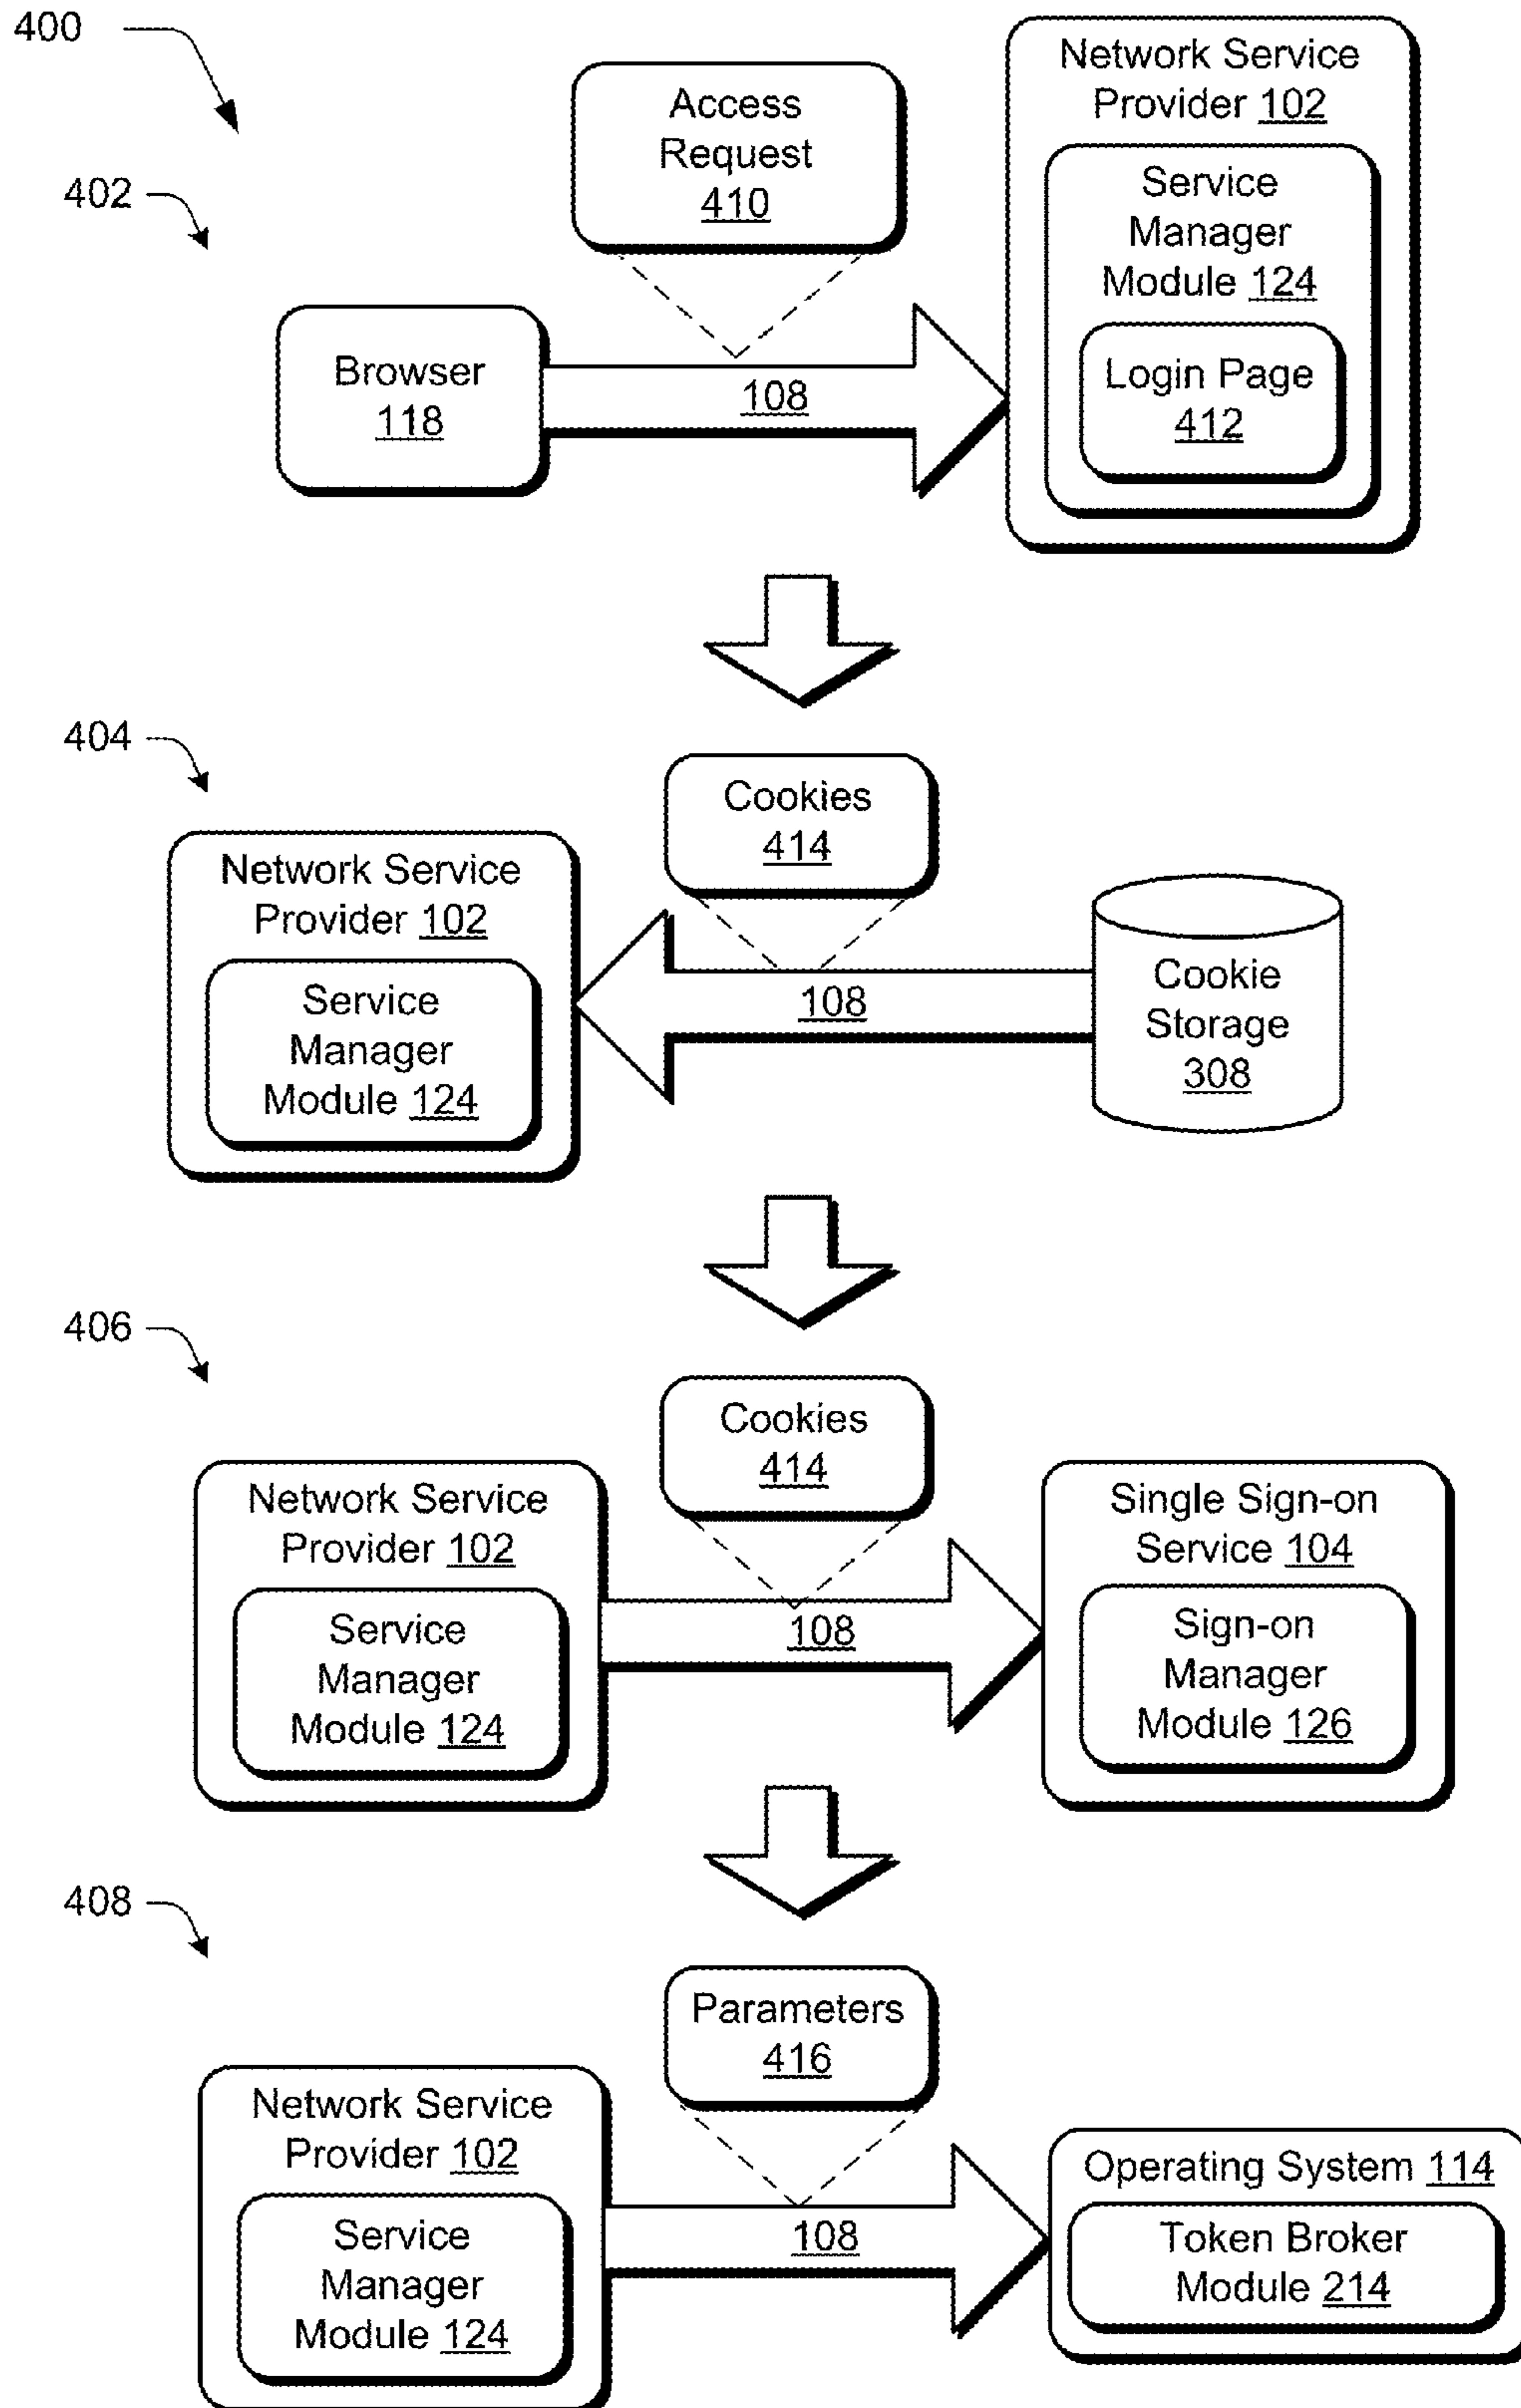 400
402
Access
Request
410
Network Service
Provider 102
Service
Manager
Module 124
Login Page
412
Browser
118
108
404
Cookies
414
Network Service
Provider 102
Service
Manager
Module 124
108
Cookie
Storage
308
406
Cookies
414
Network Service
Provider 102
Service
Manager
Module 124
108
Single Sign-on
Service 104
Sign-on
Manager
Module 126
408
Parameters
416
Network Service
Provider 102
Service
Manager
Module 124
108
Operating System 114
Token Broker
Module 214